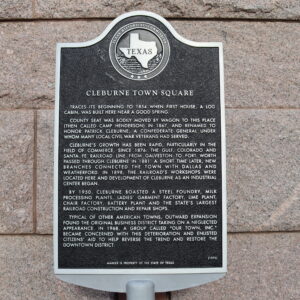 TEXAS
CLEBURNE TOWN SQUARE
TRACES ITS BEGINNING TO 1854 WHEN FIRST HOUSE, A LOG
CABIN, WAS BUILT HERE NEAR A GOOD SPRING.
COUNTY SEAT WAS BODILY MOVED BY WAGON TO THIS PLACE
(THEN CALLED CAMP HENDERSON) IN 1867 AND RENAMED TO
HONOR PATRICK CLEBURNE, A CONFEDERATE GENERAL UNDER
WHOM MANY LOCAL CIVIL WAR VETERANS HAD SERVED.
CLEBURNE'S GROWTH HAS BEEN RAPID, PARTICULARLY IN THE
FIELD OF COMMERCE. SINCE 1876. THE GULF, COLORADO AND
SANTA FE RAILROAD LINE FROM GALVESTON TO FORT WORTH
PASSED THROUGH CLEBURNE IN 1881. A SHORT TIME LATER, NEW
BRANCHES CONNECTED THE TOWN WITH DALLAS AND
WEATHERFORD. IN 1898, THE RAILROAD'S WORKSHOPS WERE
LOCATED HERE AND DEVELOPMENT OF CLEBURNE AS AN INDUSTRIAL
CENTER BEGAN.
BY 1930, CLEBURNE BOASTED A STEEL FOUNDRY, MILK
PROCESSING PLANTS, LADIES' GARMENT FACTORY, LIME PLANT,
CHAIR FACTORY, BATTERY PLANT AND THE STATE'S LARGEST
RAILROAD CONSTRUCTION AND REPAIR SHOPS.
TYPICAL OF OTHER AMERICAN TOWNS, OUTWARD EXPANSION
FOUND THE ORIGINAL BUSINESS DISTRICT TAKING ON A NEGLECTED
APPEARANCE. IN 1968, A GROUP CALLED "OUR TOWN, INC."
BECAME CONCERNED WITH THIS DETERIORATION AND ENLISTED
CITIZENS' AID TO HELP REVERSE THE TREND AND RESTORE THE
DOWNTOWN DISTRICT.
MARKER IS PROPERTY OF THE STATE OF TEXAS